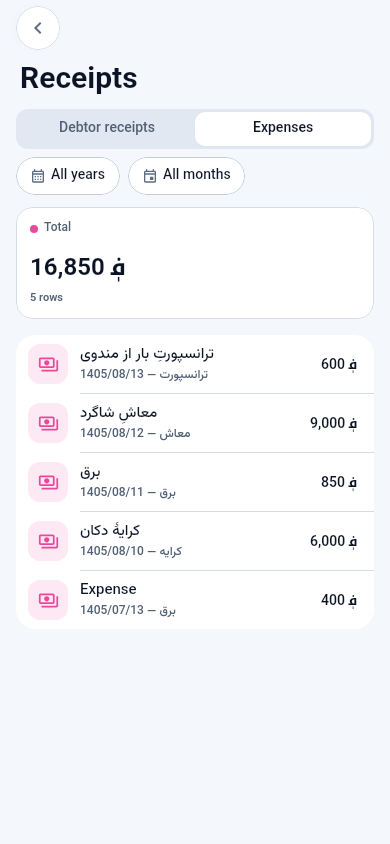 Receipts
Debtor receipts
Expenses
All years
All months
Total
16,850 ؋
5 rows
ترانسپورتِ بار از مندوی
600 ؋
ترانسپورت — 1405/08/13
معاشِ شاگرد
9,000 ؋
معاش — 1405/08/12
برق
850 ؋
برق — 1405/08/11
کرایهٔ دکان
6,000 ؋
کرایه — 1405/08/10
Expense
400 ؋
برق — 1405/07/13